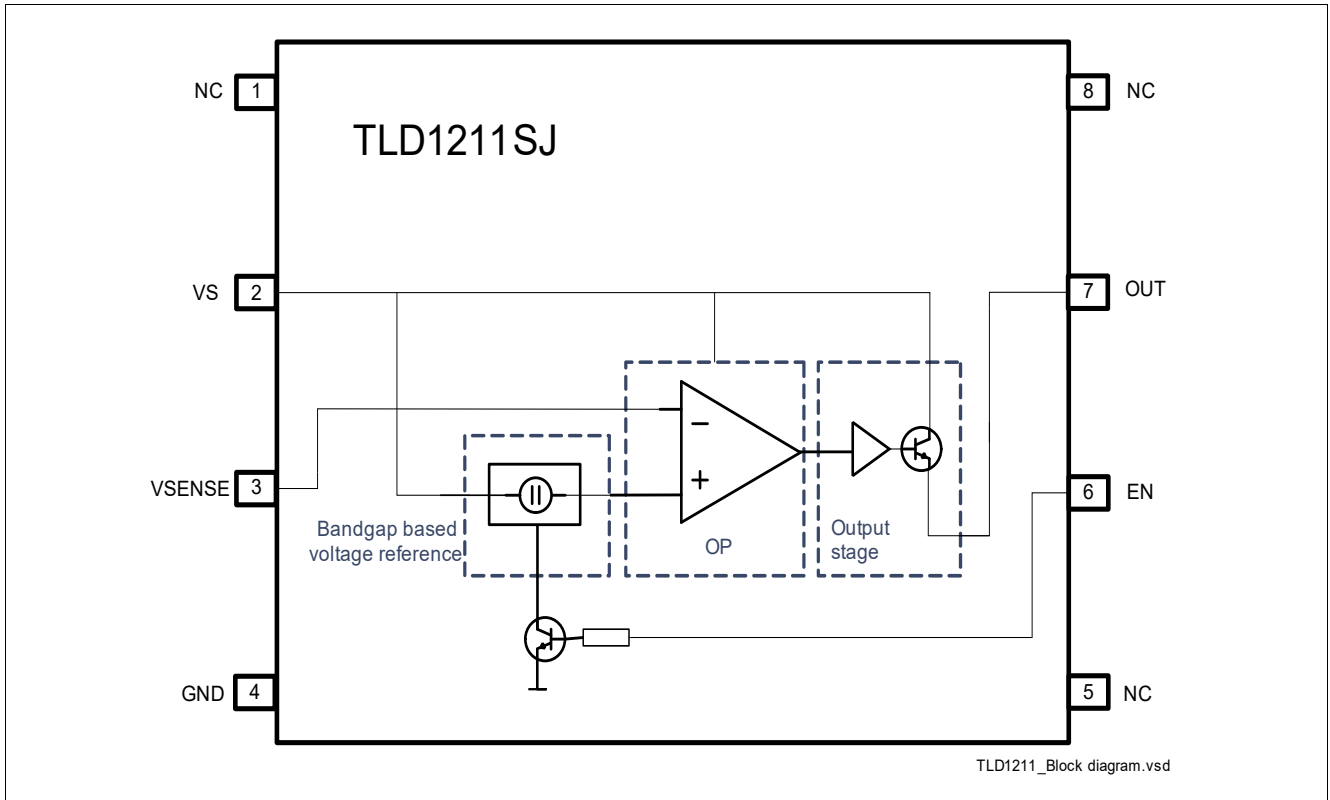 NC 1
8 NC
TLD1211SJ
VS 2
7 OUT
VSENSE 3
6 EN
−
+
Bandgap based
voltage reference
OP
Output
stage
GND 4
5 NC
TLD1211_Block diagram.vsd